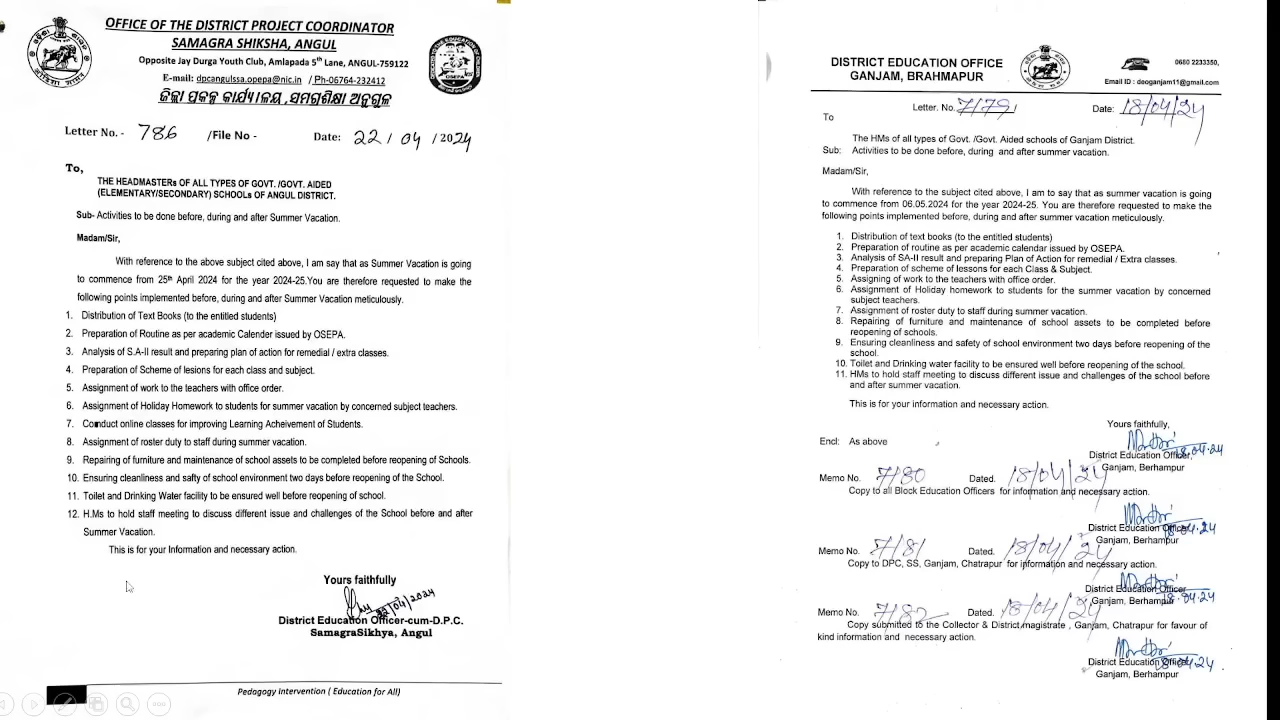 OFFICE OF THE DISTRICT PROJECT COORDINATOR
SAMAGRA SHIKSHA, ANGUL
Opposite Jay Durga Youth Club, Amlapada 5th Lane, ANGUL-759122
E-mail: dpcangulssa.opepa@nic.in / Ph-06764-232412
ଜିଲ୍ଲା ପ୍ରକଳ୍ପ କାର୍ଯ୍ୟାଳୟ, ସମଗ୍ରଶିକ୍ଷା ଅନୁଗୁଳ
Letter No. - 786 /File No - Date: 22/04/2024
To,
THE HEADMASTERs OF ALL TYPES OF GOVT. /GOVT. AIDED
(ELEMENTARY/SECONDARY) SCHOOLS OF ANGUL DISTRICT.
Sub- Activities to be done before, during and after Summer Vacation.
Madam/Sir,
With reference to the above subject cited above, I am say that as Summer Vacation is going
to commence from 25th April 2024 for the year 2024-25.You are therefore requested to make the
following points implemented before, during and after Summer Vacation meticulously.
1. Distribution of Text Books (to the entitled students)
2. Preparation of Routine as per academic Calender issued by OSEPA.
3. Analysis of S.A-II result and preparing plan of action for remedial / extra classes.
4. Preparation of Scheme of lesions for each class and subject.
5. Assignment of work to the teachers with office order.
6. Assignment of Holiday Homework to students for summer vacation by concerned subject teachers.
7. Conduct online classes for improving Learning Acheivement of Students.
8. Assignment of roster duty to staff during summer vacation.
9. Repairing of furniture and maintenance of school assets to be completed before reopening of Schools.
10. Ensuring cleanliness and safty of school environment two days before reopening of the School.
11. Toilet and Drinking Water facility to be ensured well before reopening of school.
12. H.Ms to hold staff meeting to discuss different issue and challenges of the School before and after
Summer Vacation.
This is for your Information and necessary action.
Yours faithfully
22/04/2024
District Education Officer-cum-D.P.C.
SamagraSikhya, Angul
Pedagogy Intervention ( Education for All)
DISTRICT EDUCATION OFFICE
GANJAM, BRAHMAPUR
0680 2233350,
Email ID : deoganjam11@gmail.com
Letter. No. 7179, Date: 18/04/24
To
The HMs of all types of Govt. /Govt. Aided schools of Ganjam District.
Sub: Activities to be done before, during and after summer vacation.
Madam/Sir,
With reference to the subject cited above, I am to say that as summer vacation is going
to commence from 06.05.2024 for the year 2024-25. You are therefore requested to make the
following points implemented before, during and after summer vacation meticulously.
1. Distribution of text books (to the entitled students)
2. Preparation of routine as per academic calendar issued by OSEPA.
3. Analysis of SA-II result and preparing Plan of Action for remedial / Extra classes.
4. Preparation of scheme of lessons for each Class & Subject.
5. Assigning of work to the teachers with office order.
6. Assignment of Holiday homework to students for the summer vacation by concerned
subject teachers.
7. Assignment of roster duty to staff during summer vacation.
8. Repairing of furniture and maintenance of school assets to be completed before
reopening of schools.
9. Ensuring cleanliness and safety of school environment two days before reopening of the
school.
10. Toilet and Drinking water facility to be ensured well before reopening of the school.
11. HMs to hold staff meeting to discuss different issue and challenges of the school before
and after summer vacation.
This is for your information and necessary action.
Yours faithfully,
18.04.24
Encl: As above
District Education Officer,
Ganjam, Berhampur
Memo No. 7180 Dated. 18/04/24
Copy to all Block Education Officers for information and necessary action.
18.04.24
District Education Officer
Ganjam, Berhampur
Memo No. 7181 Dated. 18/04/24
Copy to DPC, SS, Ganjam, Chatrapur for information and necessary action.
18.04.24
District Education Officer
Ganjam, Berhampur
Memo No. 7182 Dated. 18/04/24
Copy submitted to the Collector & District magistrate , Ganjam, Chatrapur for favour of
kind information and necessary action.
18.04.24
District Education Officer
Ganjam, Berhampur